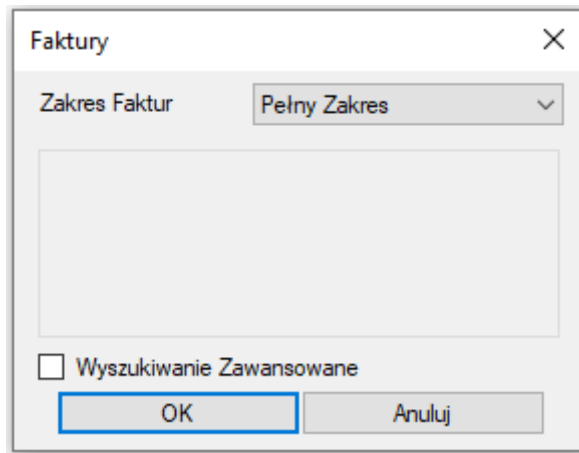 Faktury
Zakres Faktur
Pełny Zakres
Wyszukiwanie Zawansowane
OK
Anuluj